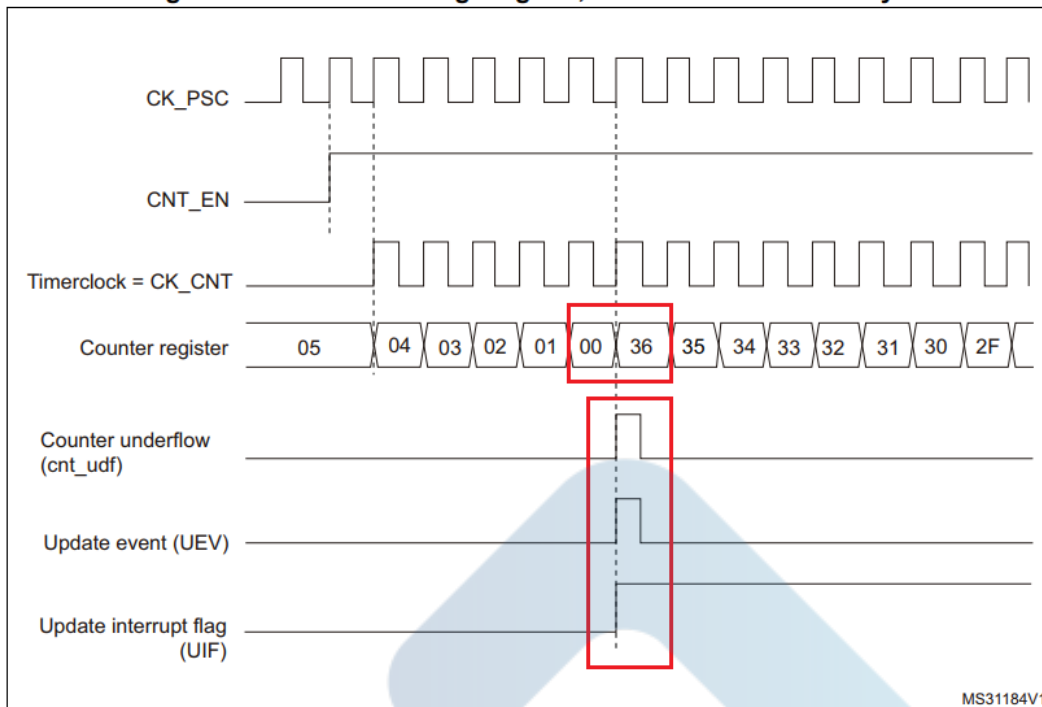 CK_PSC
CNT_EN
Timerclock = CK_CNT
Counter register 05 04 03 02 01 00 36 35 34 33 32 31 30 2F
Counter underflow
(cnt_udf)
Update event (UEV)
Update interrupt flag
(UIF)
MS31184V1